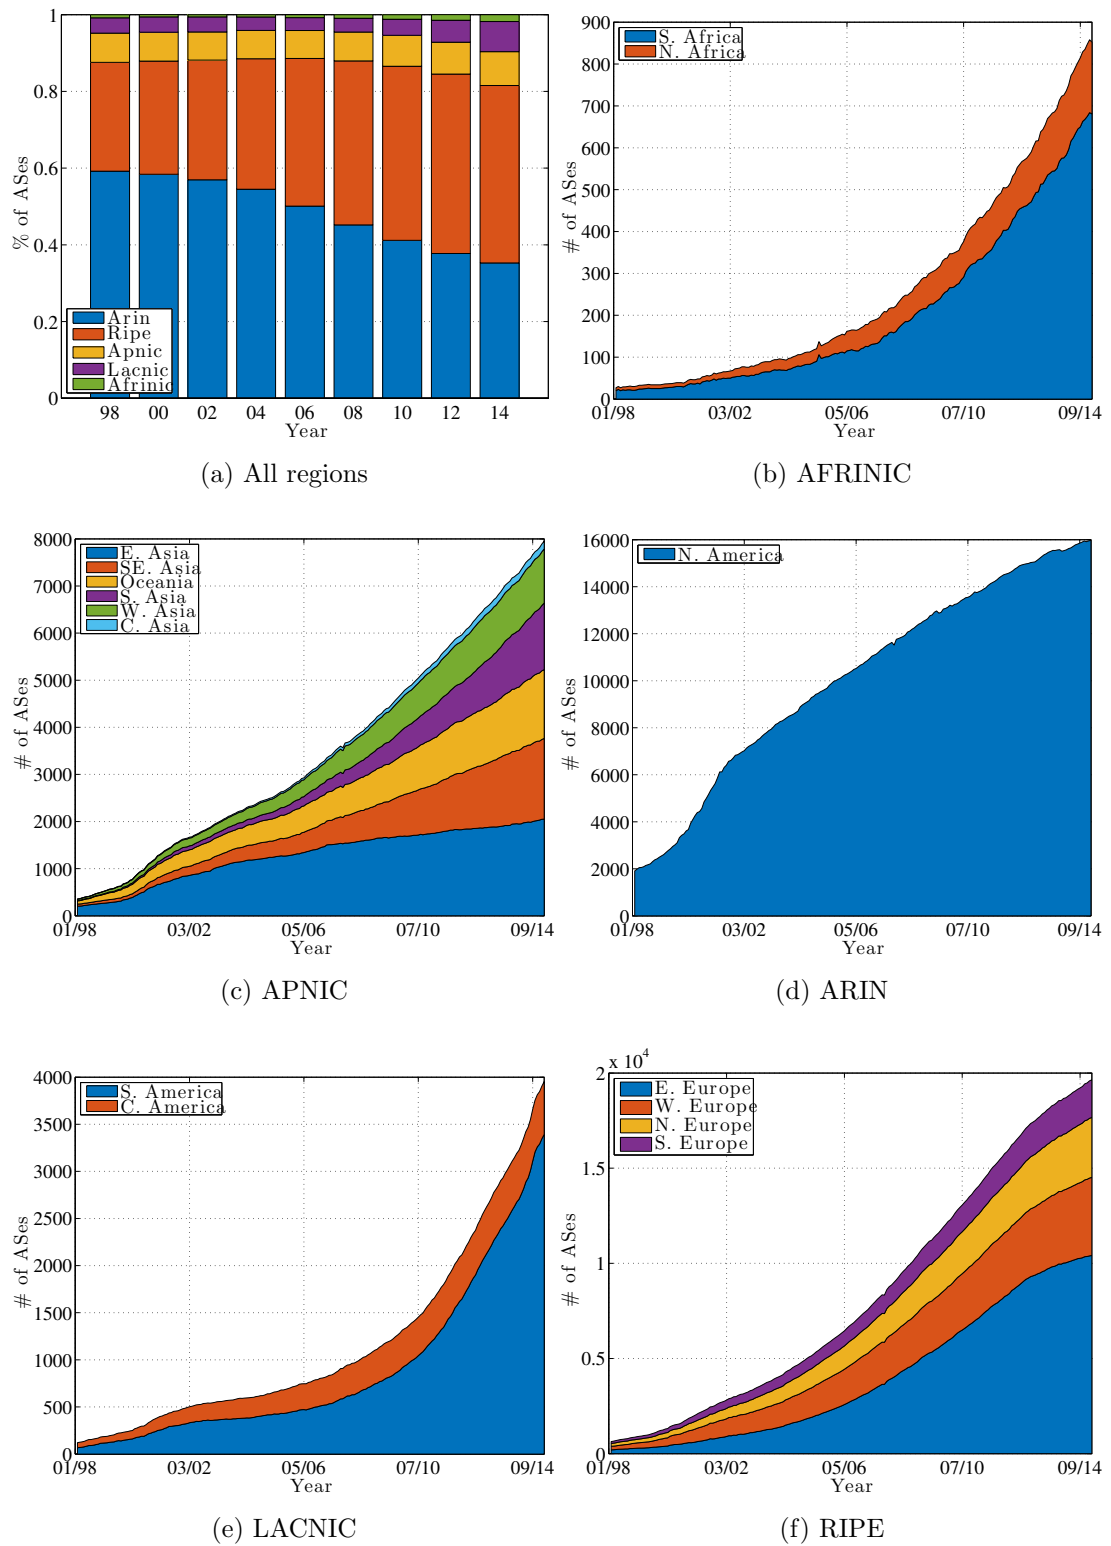 1
0.8
0.6
0.4
0.2
0
% of ASes
Arin
Ripe
Apnic
Lacnic
Afrinic
98 00 02 04 06 08 10 12 14
Year
(a) All regions
900
800
700
600
500
400
300
200
100
0
# of ASes
S. Africa
N. Africa
01/98 03/02 05/06 07/10 09/14
Year
(b) AFRINIC
8000
7000
6000
5000
4000
3000
2000
1000
0
# of ASes
E. Asia
SE. Asia
Oceania
S. Asia
W. Asia
C. Asia
01/98 03/02 05/06 07/10 09/14
Year
(c) APNIC
16000
14000
12000
10000
8000
6000
4000
2000
0
# of ASes
N. America
01/98 03/02 05/06 07/10 09/14
Year
(d) ARIN
4000
3500
3000
2500
2000
1500
1000
500
0
# of ASes
S. America
C. America
01/98 03/02 05/06 07/10 09/14
Year
(e) LACNIC
x 10^4
2
1.5
1
0.5
0
# of ASes
E. Europe
W. Europe
N. Europe
S. Europe
01/98 03/02 05/06 07/10 09/14
Year
(f) RIPE